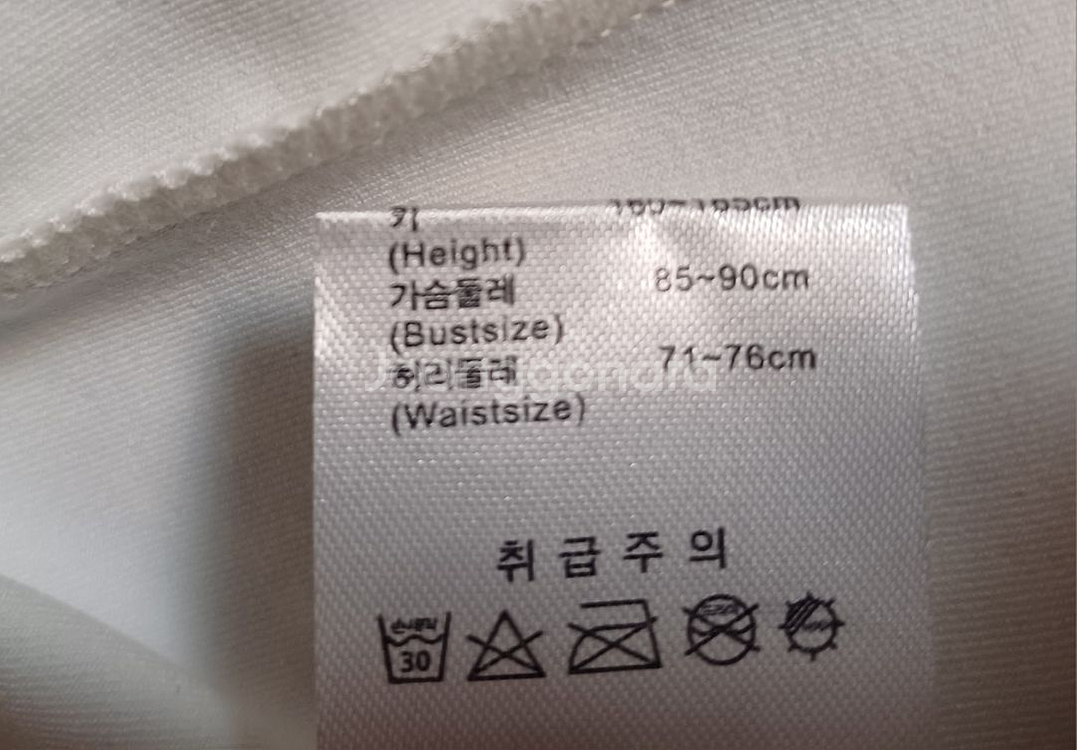 키
(Height)
가슴둘레 85~90cm
(Bustsize)
허리둘레 71~76cm
(Waistsize)
취급주의
30